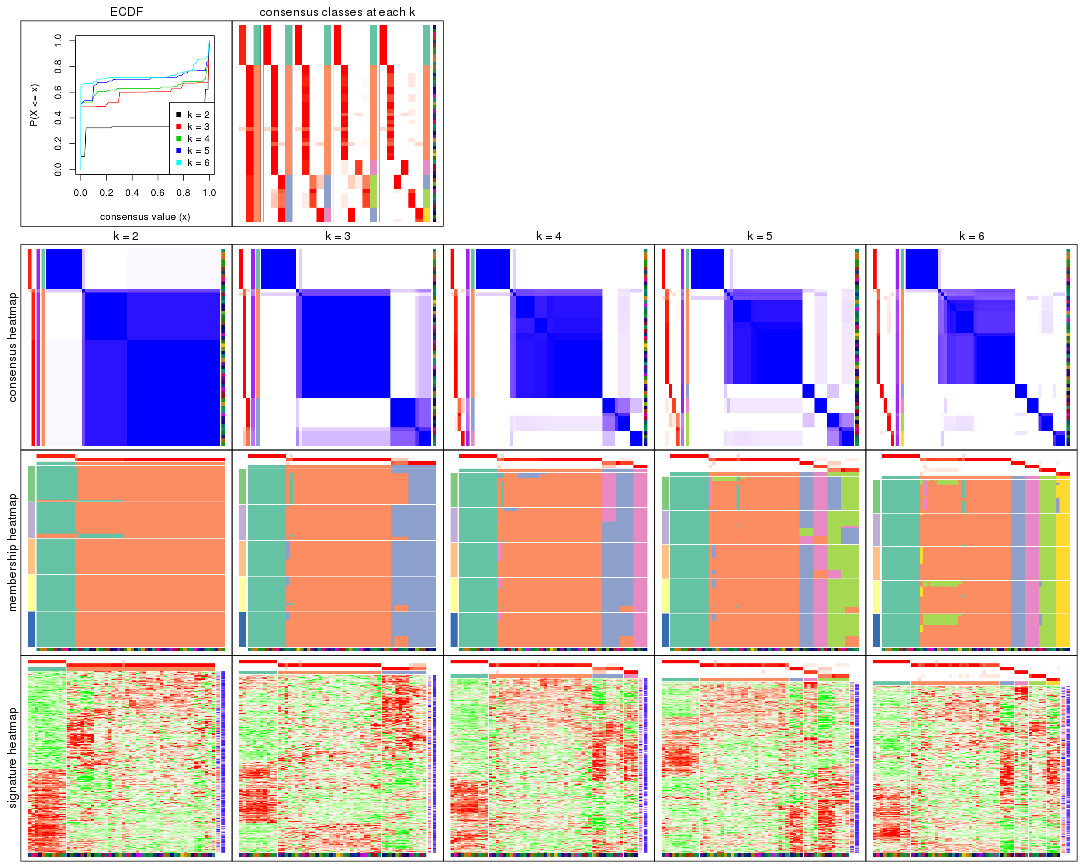 ECDF
consensus classes at each k
P(X <= x)
0.0 0.2 0.4 0.6 0.8 1.0
k = 2
k = 3
k = 4
k = 5
k = 6
0.0 0.2 0.4 0.6 0.8 1.0
consensus value (x)
k = 2
k = 3
k = 4
k = 5
k = 6
consensus heatmap
membership heatmap
signature heatmap